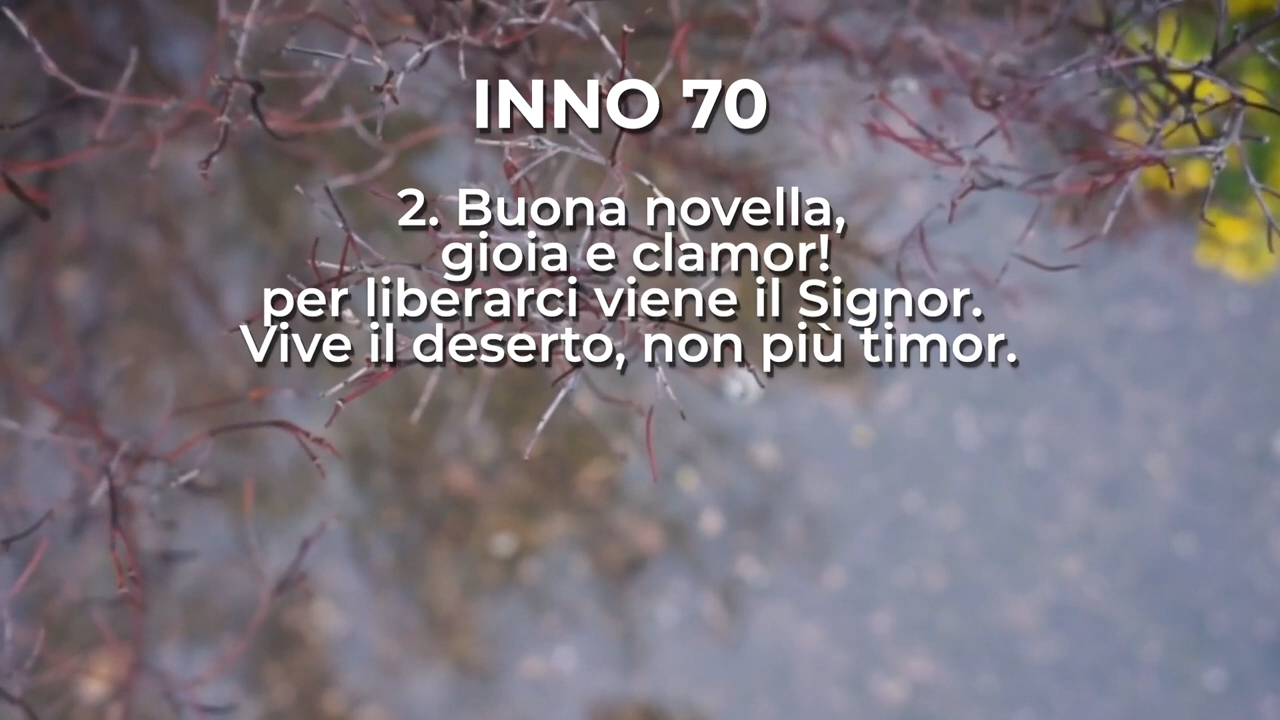 INNO 70
2. Buona novella,
gioia e clamor!
per liberarci viene il Signor.
Vive il deserto, non più timor.